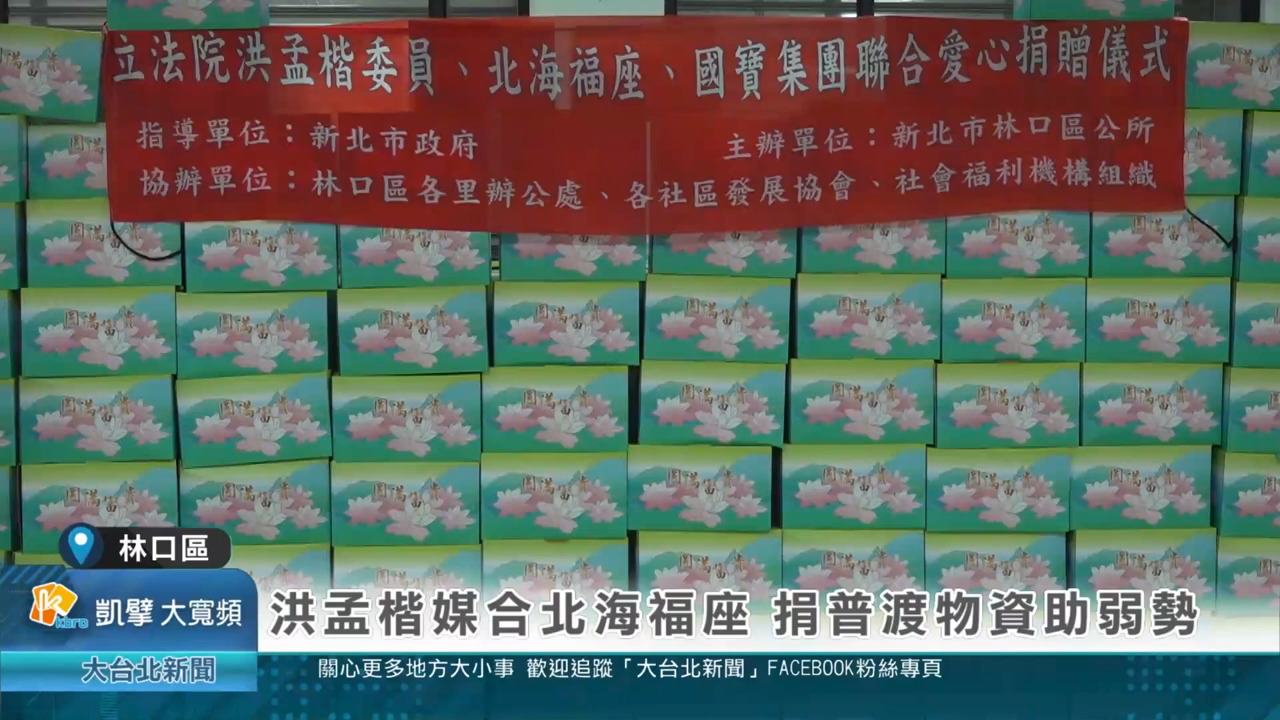 立法院洪孟楷委員、北海福座、國寶集團聯合愛心捐贈儀式
指導單位：新北市政府
主辦單位：新北市林口區公所
協辦單位：林口區各里辦公處、各社區發展協會、社會福利機構組織
林口區
kbro
凱擘 大寬頻
洪孟楷媒合北海福座 捐普渡物資助弱勢
大台北新聞
關心更多地方大小事 歡迎追蹤「大台北新聞」FACEBOOK粉絲專頁